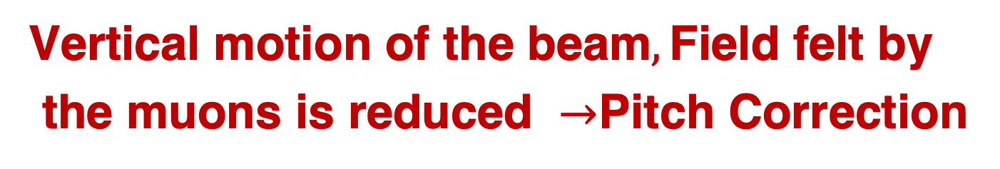 Vertical motion of the beam, Field felt by
the muons is reduced →Pitch Correction